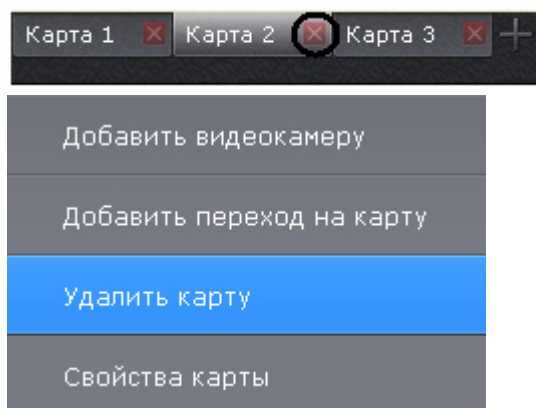 Карта 1 Карта 2 Карта 3
Добавить видеокамеру
Добавить переход на карту
Удалить карту
Свойства карты